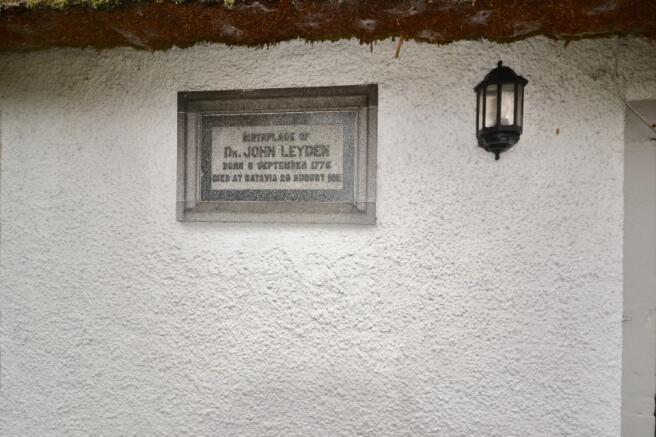 BIRTHPLACE OF
DR. JOHN LEYDEN
BORN 8 SEPTEMBER 1775
DIED AT BATAVIA 28 AUGUST 1811